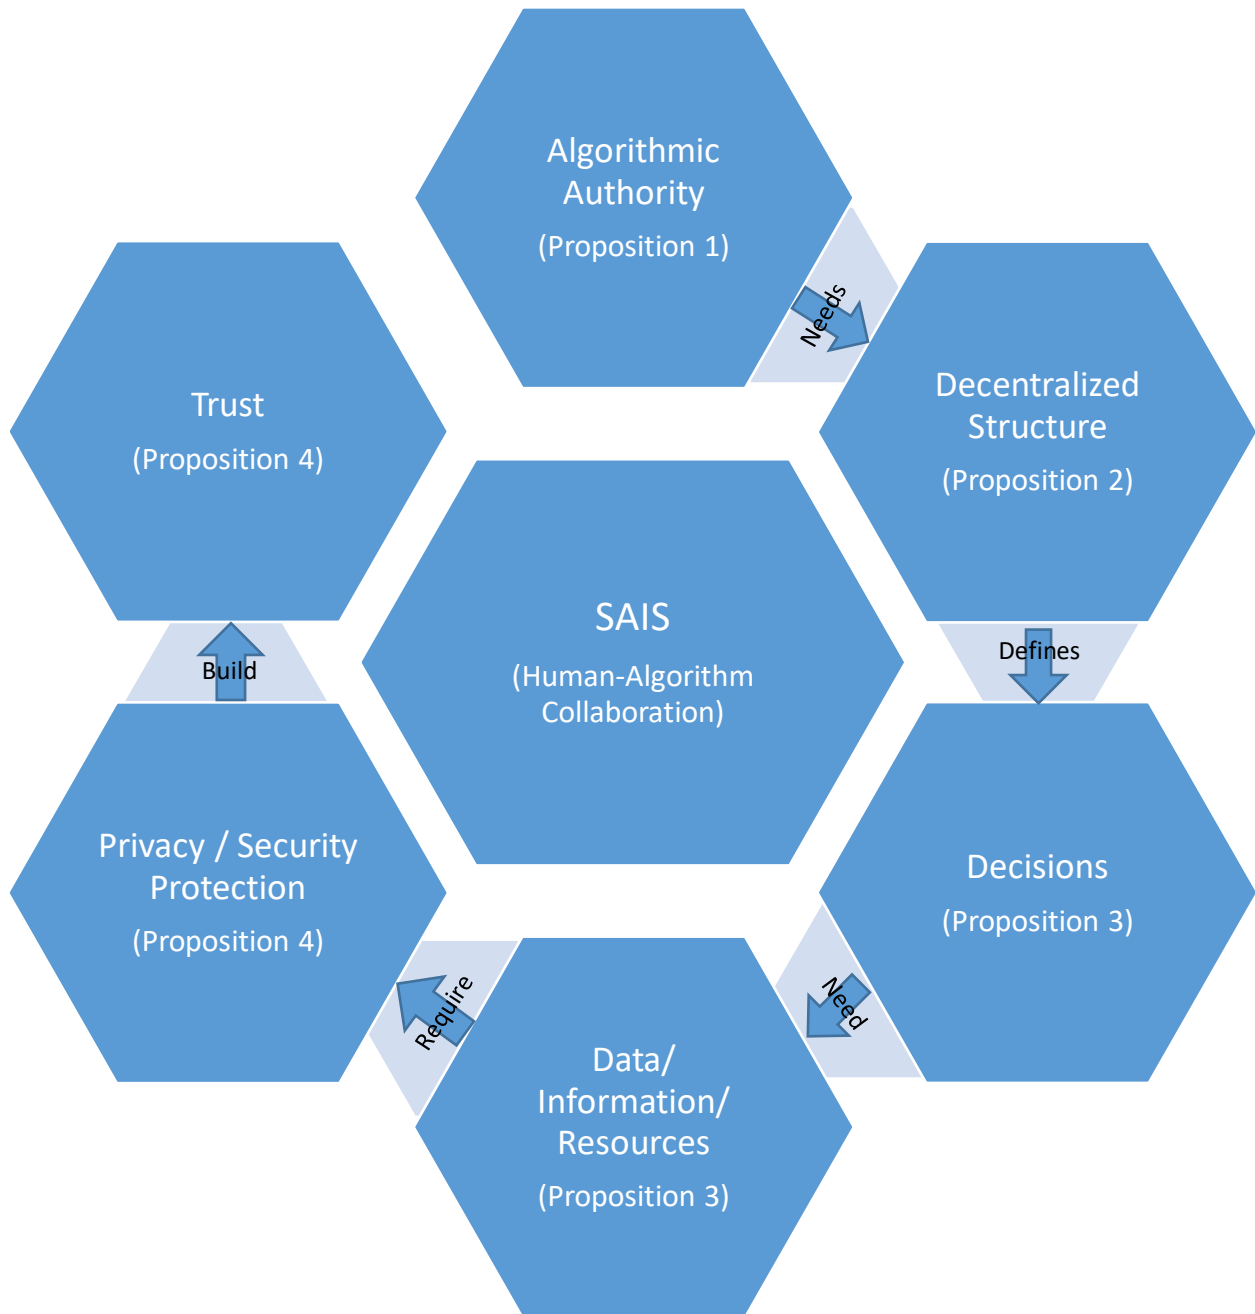 Algorithmic
Authority
(Proposition 1)
Needs
Decentralized
Structure
(Proposition 2)
Defines
Decisions
(Proposition 3)
Need
Data/
Information/
Resources
(Proposition 3)
Require
Privacy / Security
Protection
(Proposition 4)
Build
Trust
(Proposition 4)
SAIS
(Human-Algorithm
Collaboration)